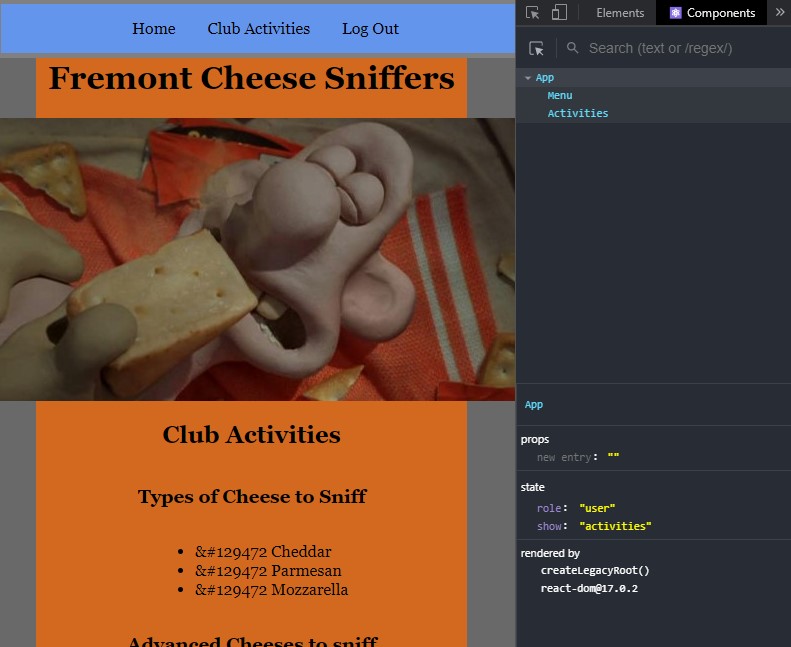 Home Club Activities Log Out
Fremont Cheese Sniffers
Club Activities
Types of Cheese to Sniff
&#129472 Cheddar
&#129472 Parmesan
&#129472 Mozzarella
Advanced Cheeses to sniff
Elements Components »
Search (text or /regex/)
App
Menu
Activities
App
props
new entry: ""
state
role: "user"
show: "activities"
rendered by
createLegacyRoot()
react-dom@17.0.2